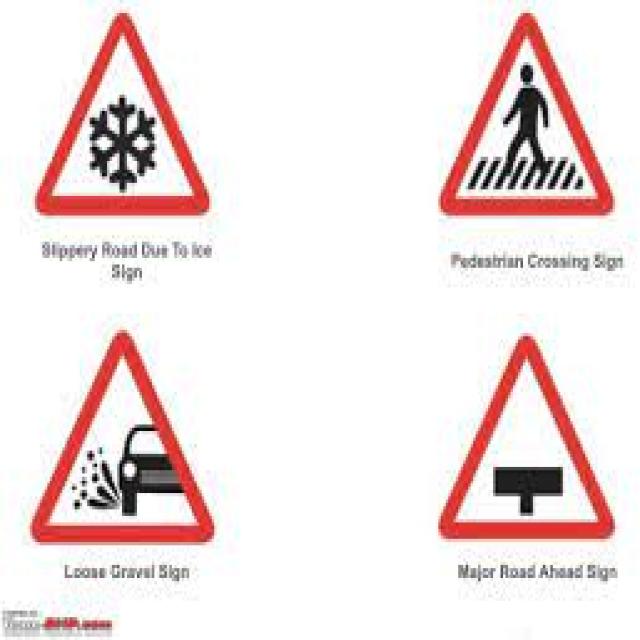 Slippery Road Due To Ice
Sign
Pedestrian Crossing Sign
Loose Gravel Sign
Major Road Ahead Sign